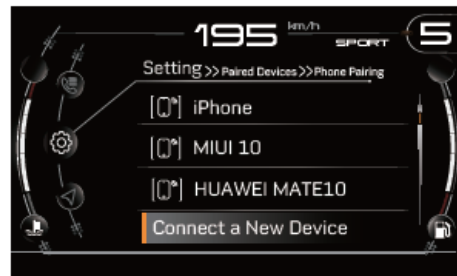 195 km/h SPORT 5
Setting>>Paired Devices>>Phone Pairing
iPhone
MIUI 10
HUAWEI MATE10
Connect a New Device